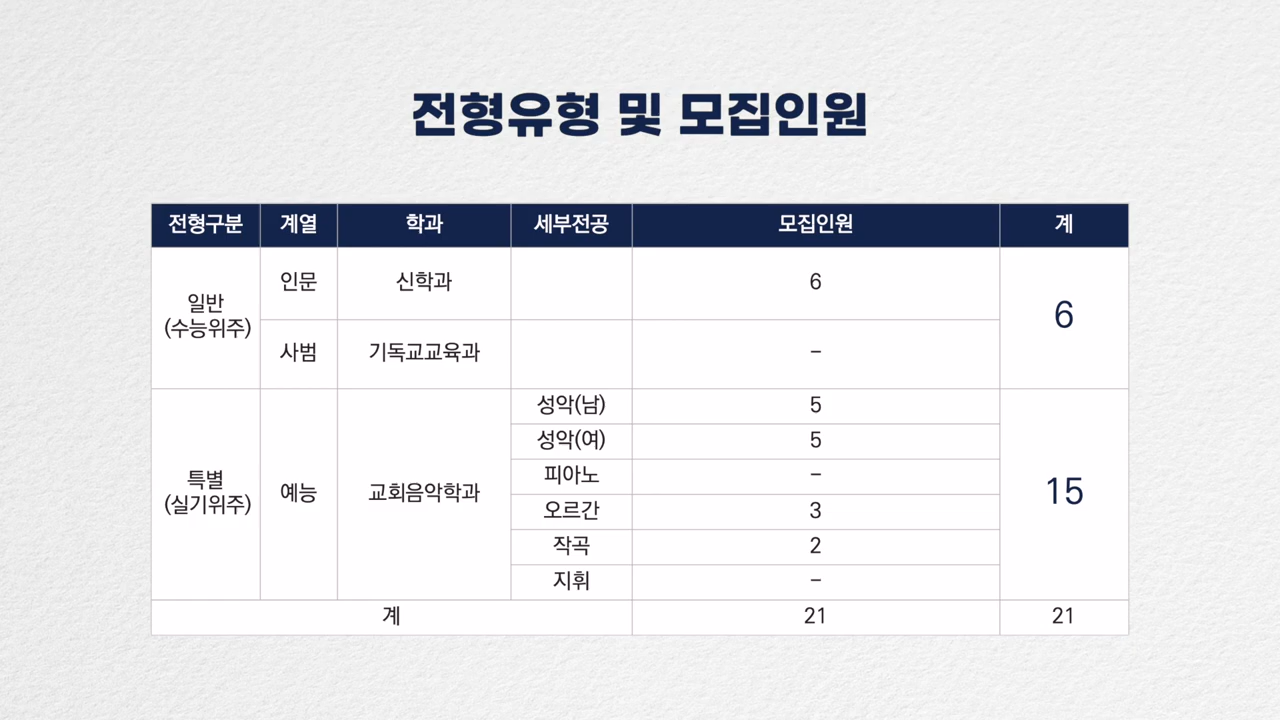 전형유형 및 모집인원
전형구분 계열 학과 세부전공 모집인원 계
일반
(수능위주)
인문 신학과 6
사범 기독교교육과 –
6
특별
(실기위주)
예능 교회음악학과
성악(남) 5
성악(여) 5
피아노 –
오르간 3
작곡 2
지휘 –
15
계 21 21